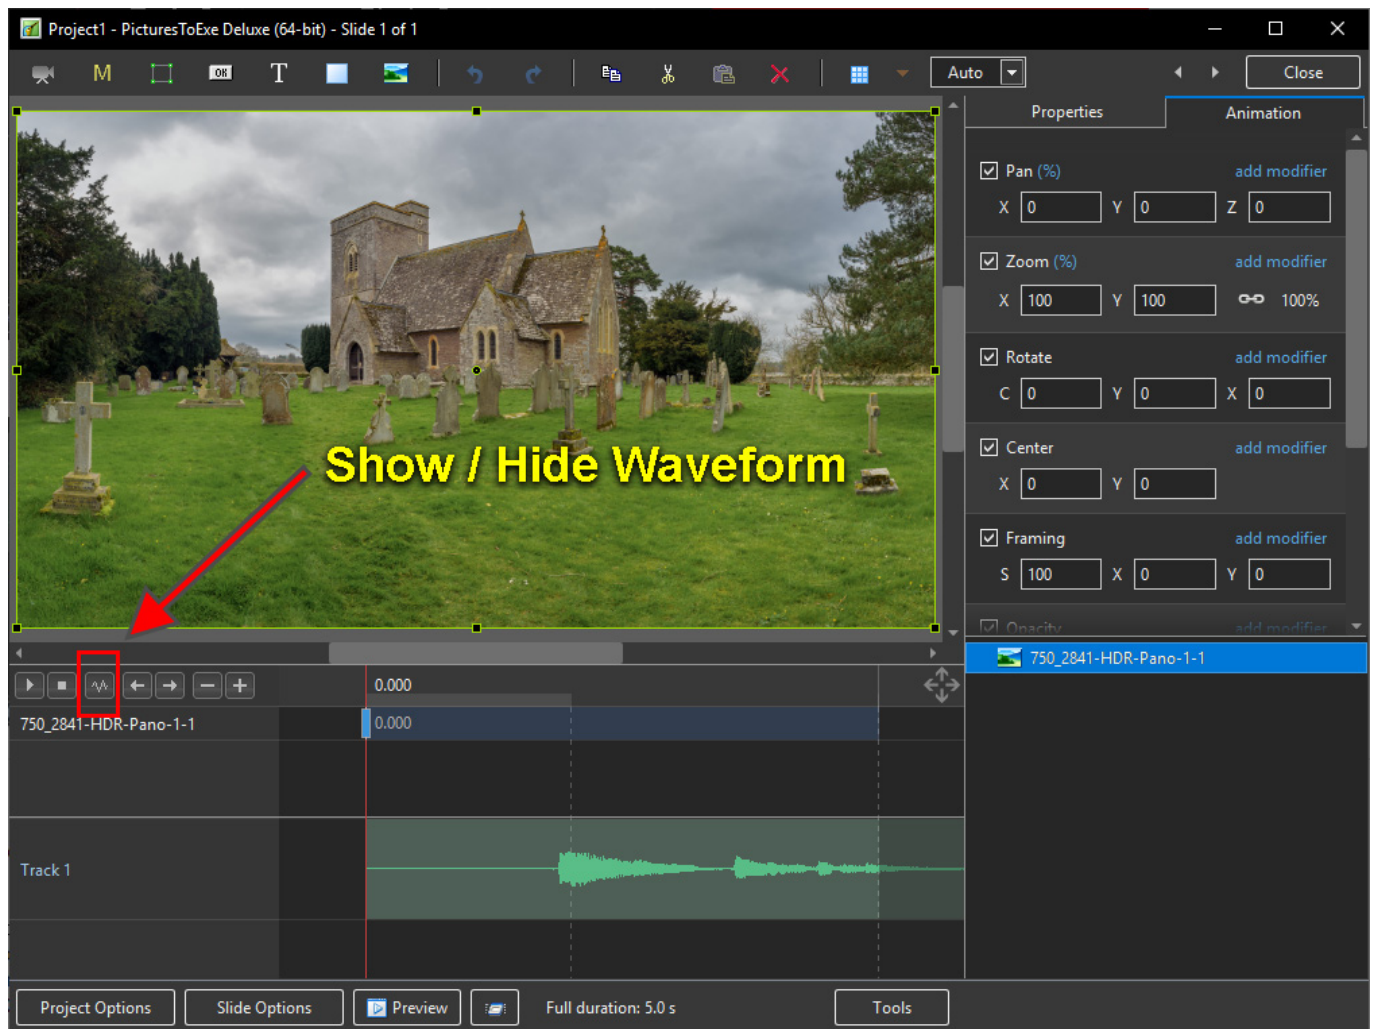 Project1 - PicturesToExe Deluxe (64-bit) - Slide 1 of 1
M OK T Auto Close
Properties Animation
Pan (%) add modifier
X 0 Y 0 Z 0
Zoom (%) add modifier
X 100 Y 100 100%
Rotate add modifier
C 0 Y 0 X 0
Center add modifier
X 0 Y 0
Framing add modifier
S 100 X 0 Y 0
Opacity add modifier
Show / Hide Waveform
750_2841-HDR-Pano-1-1
0.000
750_2841-HDR-Pano-1-1 0.000
Track 1
Project Options Slide Options Preview Full duration: 5.0 s Tools